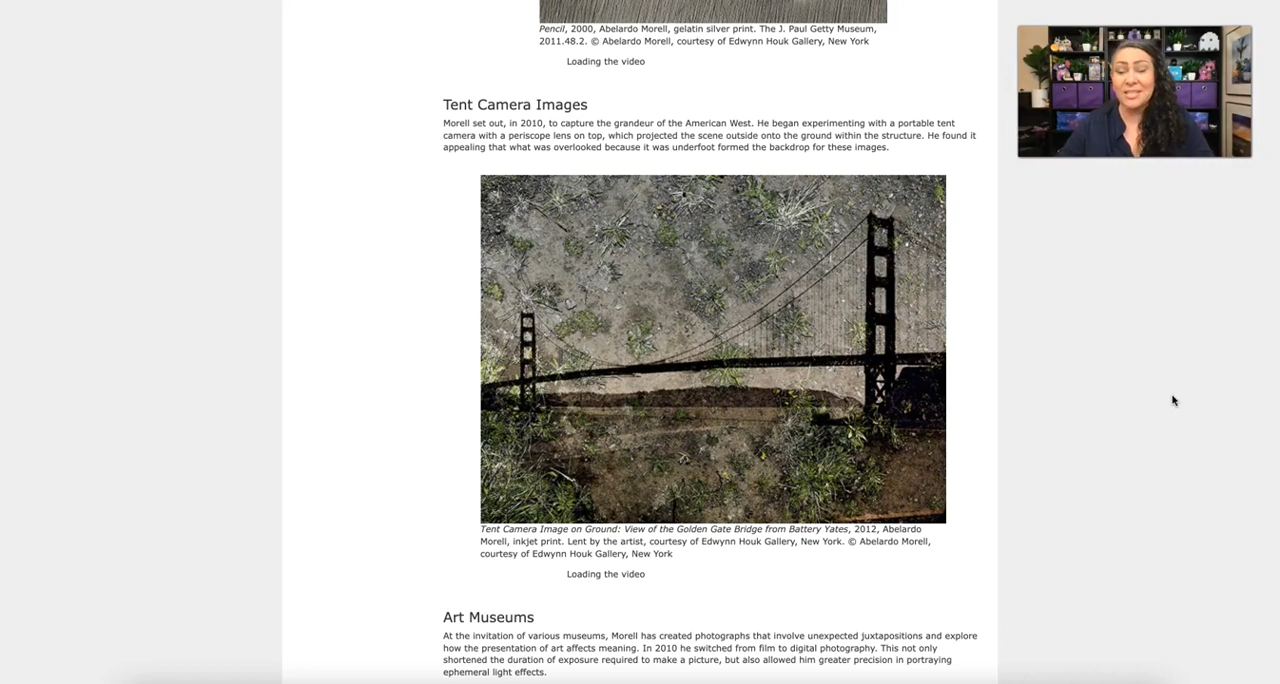 Pencil, 2000, Abelardo Morell, gelatin silver print. The J. Paul Getty Museum,
2011.48.2. © Abelardo Morell, courtesy of Edwynn Houk Gallery, New York
Loading the video
Tent Camera Images
Morell set out, in 2010, to capture the grandeur of the American West. He began experimenting with a portable tent
camera with a periscope lens on top, which projected the scene outside onto the ground within the structure. He found it
appealing that what was overlooked because it was underfoot formed the backdrop for these images.
Tent Camera Image on Ground: View of the Golden Gate Bridge from Battery Yates, 2012, Abelardo
Morell, inkjet print. Lent by the artist, courtesy of Edwynn Houk Gallery, New York. © Abelardo Morell,
courtesy of Edwynn Houk Gallery, New York
Loading the video
Art Museums
At the invitation of various museums, Morell has created photographs that involve unexpected juxtapositions and explore
how the presentation of art affects meaning. In 2010 he switched from film to digital photography. This not only
shortened the duration of exposure required to make a picture, but also allowed him greater precision in portraying
ephemeral light effects.